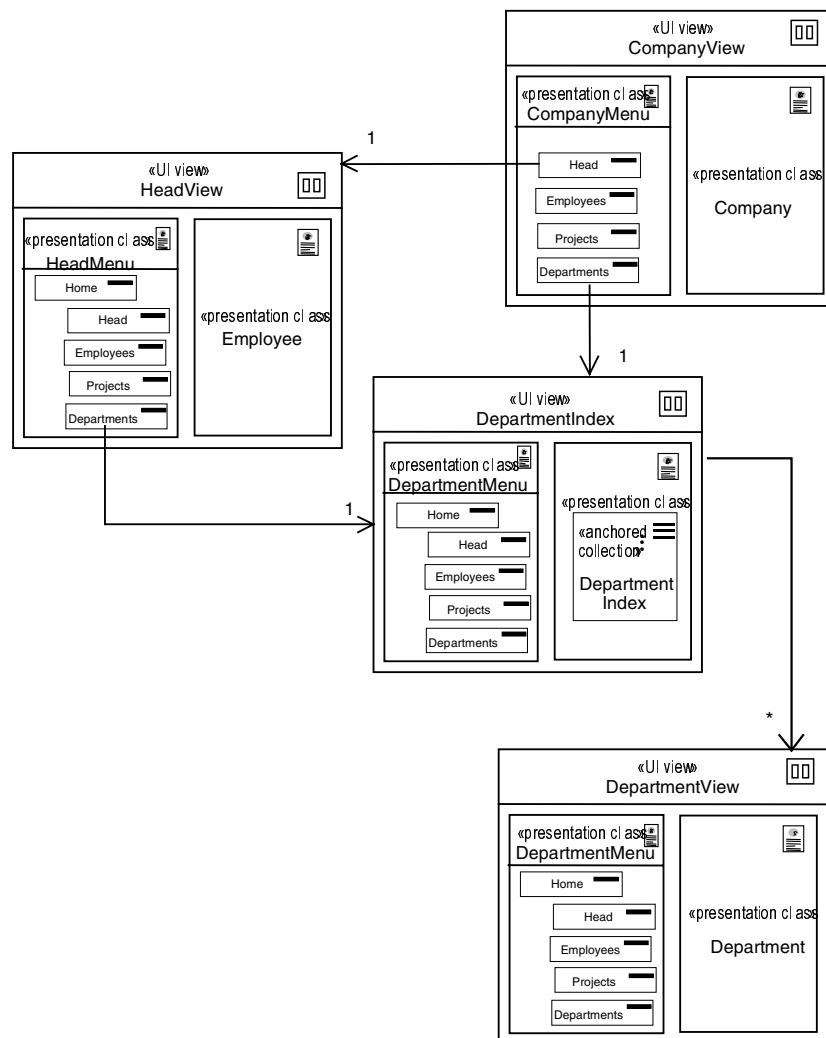 «UI view»
CompanyView
«presentation class»
CompanyMenu
Head
Employees
Projects
Departments
«presentation class»
Company
1
1
«UI view»
HeadView
«presentation class»
HeadMenu
Home
Head
Employees
Projects
Departments
«presentation class»
Employee
1
«UI view»
DepartmentIndex
«presentation class»
DepartmentMenu
Home
Head
Employees
Projects
Departments
«presentation class»
«anchored
collection»
Department
Index
*
«UI view»
DepartmentView
«presentation class»
DepartmentMenu
Home
Head
Employees
Projects
Departments
«presentation class»
Department